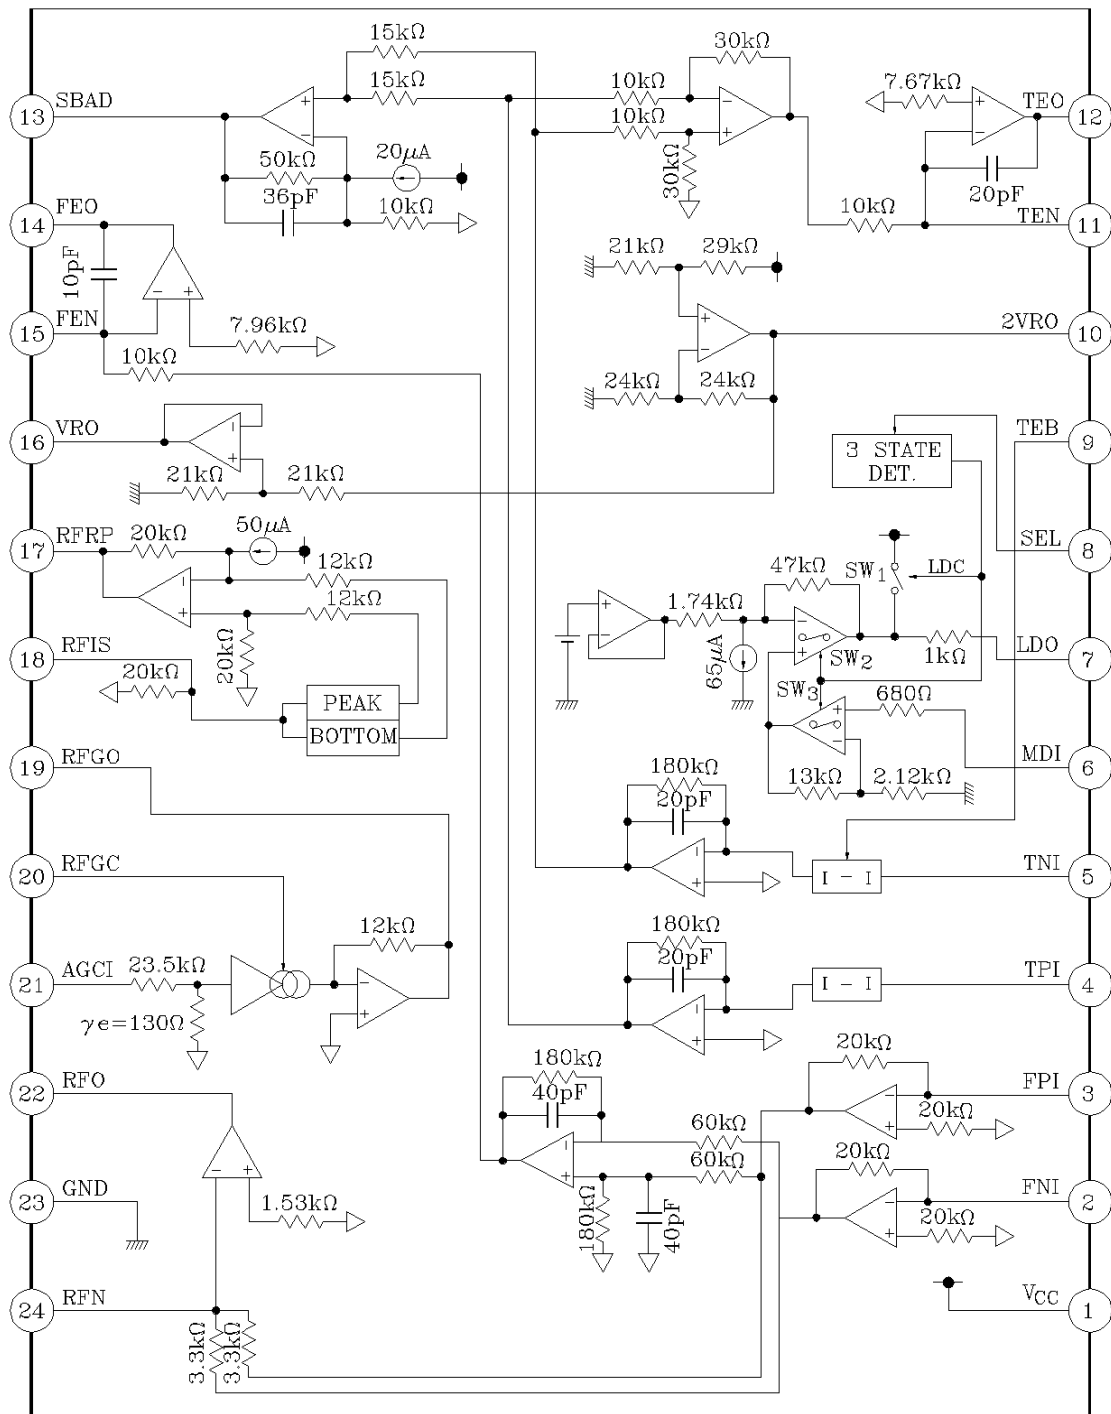 15kΩ
30kΩ
15kΩ
10kΩ
7.67kΩ
13
SBAD
+
−
10kΩ
−
+
+
−
TEO
12
50kΩ
20μA
30kΩ
36pF
10kΩ
20pF
14
FEO
10kΩ
TEN
11
10pF
− +
21kΩ
29kΩ
15
FEN
7.96kΩ
+
−
2VRO
10
10kΩ
24kΩ
24kΩ
16
VRO
−
+
TEB
9
3 STATE
DET.
21kΩ
21kΩ
17
RFRP
20kΩ
50μA
SEL
8
12kΩ
47kΩ
SW1
LDC
−
+
12kΩ
+
−
1.74kΩ
−
+
18
RFIS
20kΩ
65μA
SW2
1kΩ
LDO
7
20kΩ
SW3
680Ω
PEAK
BOTTOM
+
−
19
RFGO
MDI
6
180kΩ
13kΩ
2.12kΩ
20pF
20
RFGC
−
+
I − I
TNI
5
12kΩ
180kΩ
21
AGCI
23.5kΩ
20pF
−
+
I − I
TPI
4
γe=130Ω
−
+
180kΩ
20kΩ
22
RFO
40pF
−
+
FPI
3
20kΩ
60kΩ
− +
−
+
60kΩ
20kΩ
23
GND
1.53kΩ
180kΩ
40pF
−
+
FNI
2
20kΩ
24
RFN
VCC
1
3.3kΩ
3.3kΩ